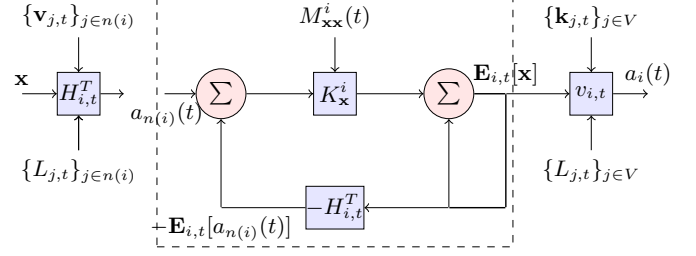 {𝐯_{j,t}}_{j∈n(i)}
M^i_{𝐱𝐱}(t)
{𝐤_{j,t}}_{j∈V}
𝐱
H^T_{i,t}
a_{n(i)}(t)
∑
K^i_𝐱
∑
𝐄_{i,t}[𝐱]
v_{i,t}
a_i(t)
{L_{j,t}}_{j∈n(i)}
{L_{j,t}}_{j∈V}
−H^T_{i,t}
−𝐄_{i,t}[a_{n(i)}(t)]